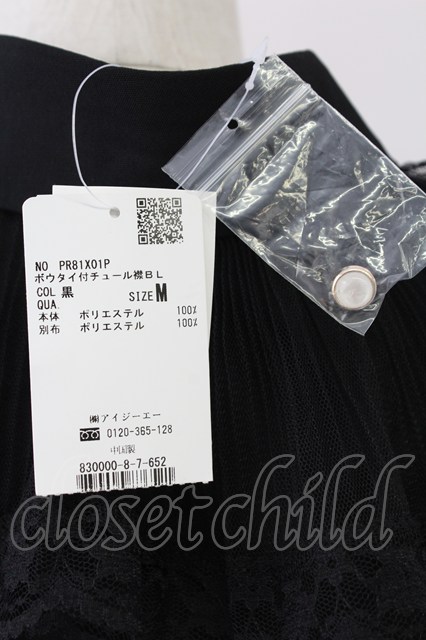 NO PR81X01P
ボウタイ付チュール襟BL
COL 黒 SIZE M
QUA.
本体 ポリエステル 100%
別布 ポリエステル 100%
㈱アイジーエー
0120-365-128
中国製
830000-8-7-652
closetchild